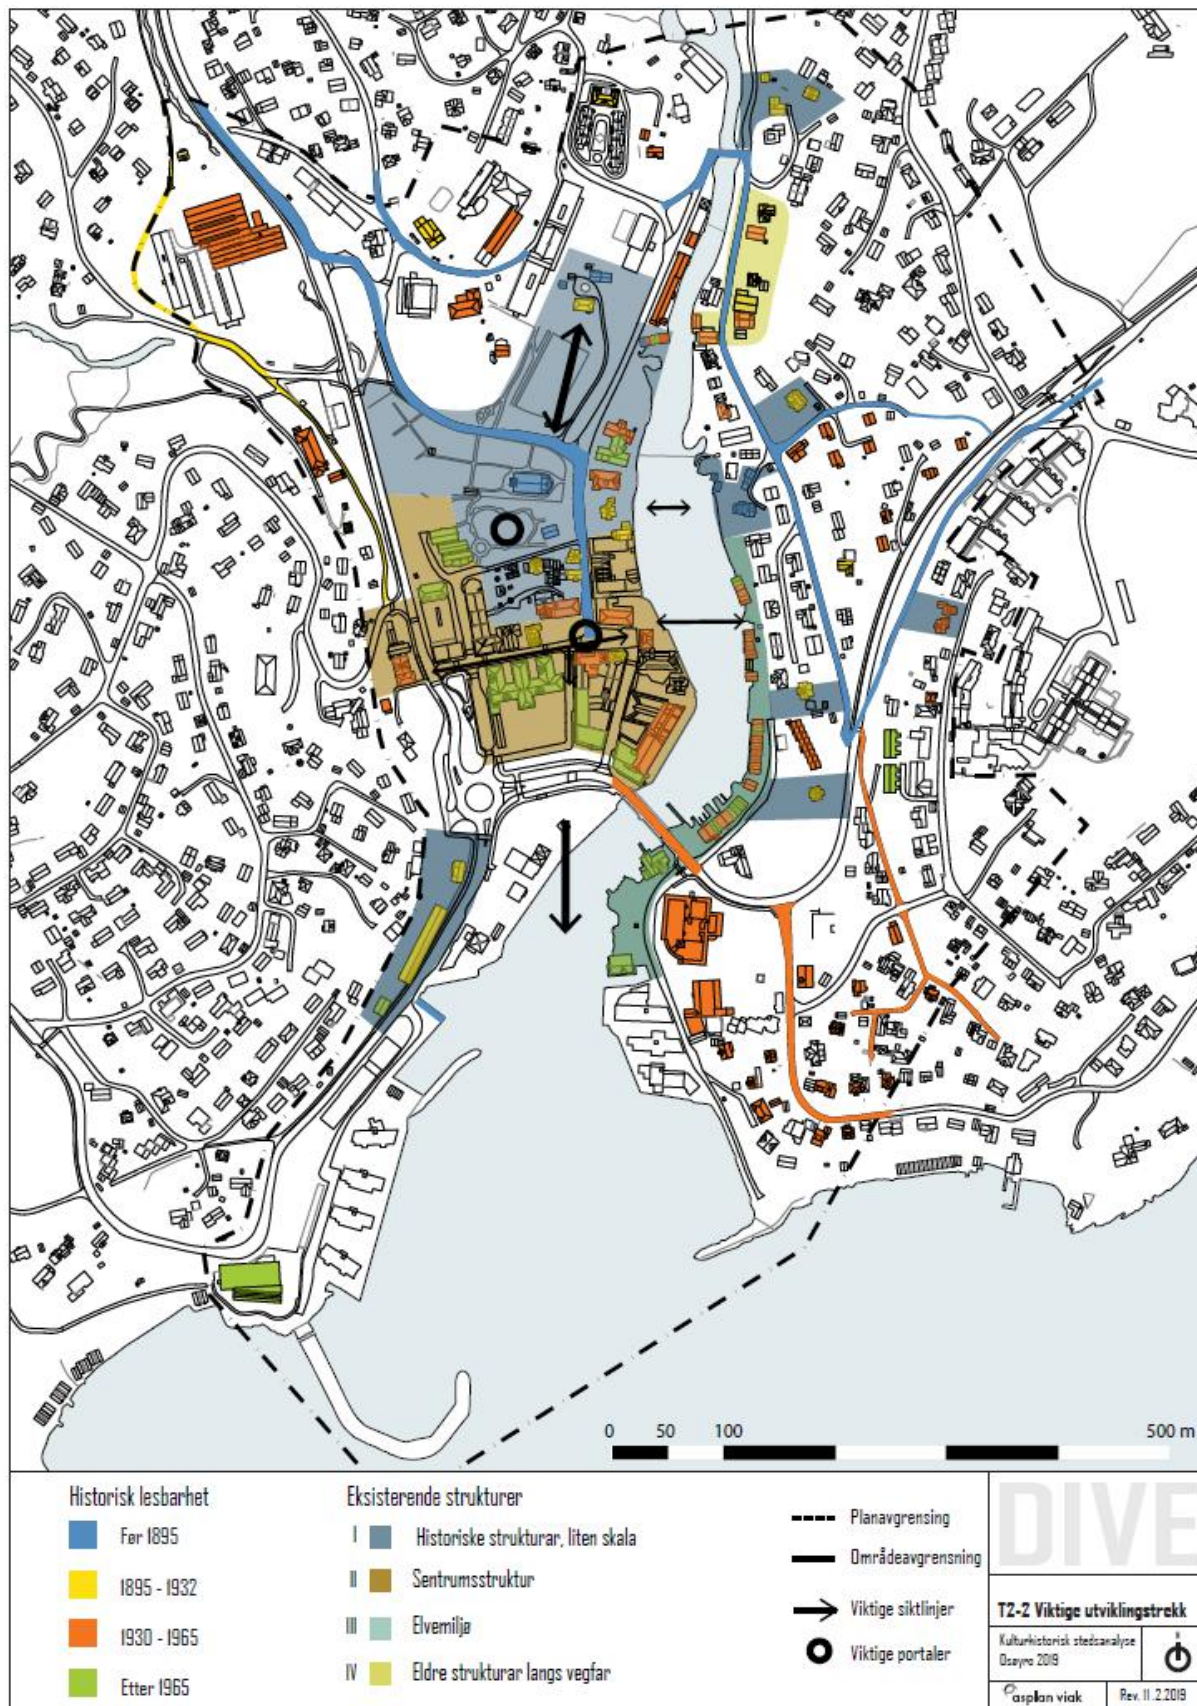 0 50 100 500 m
Historisk lesbarhet
Før 1895
1895 - 1932
1930 - 1965
Etter 1965
Eksisterende strukturer
I Historiske strukturar, liten skala
II Sentrumsstruktur
III Elvemiljø
IV Eldre strukturar langs vegfar
Planavgrensing
Områdeavgrensning
Viktige siktlinjer
Viktige portaler
DIVE
T2-2 Viktige utviklingstrekk
Kulturhistorisk stedsanalyse
Osøyro 2019
N
asplan viak
Rev. 11.2.2019